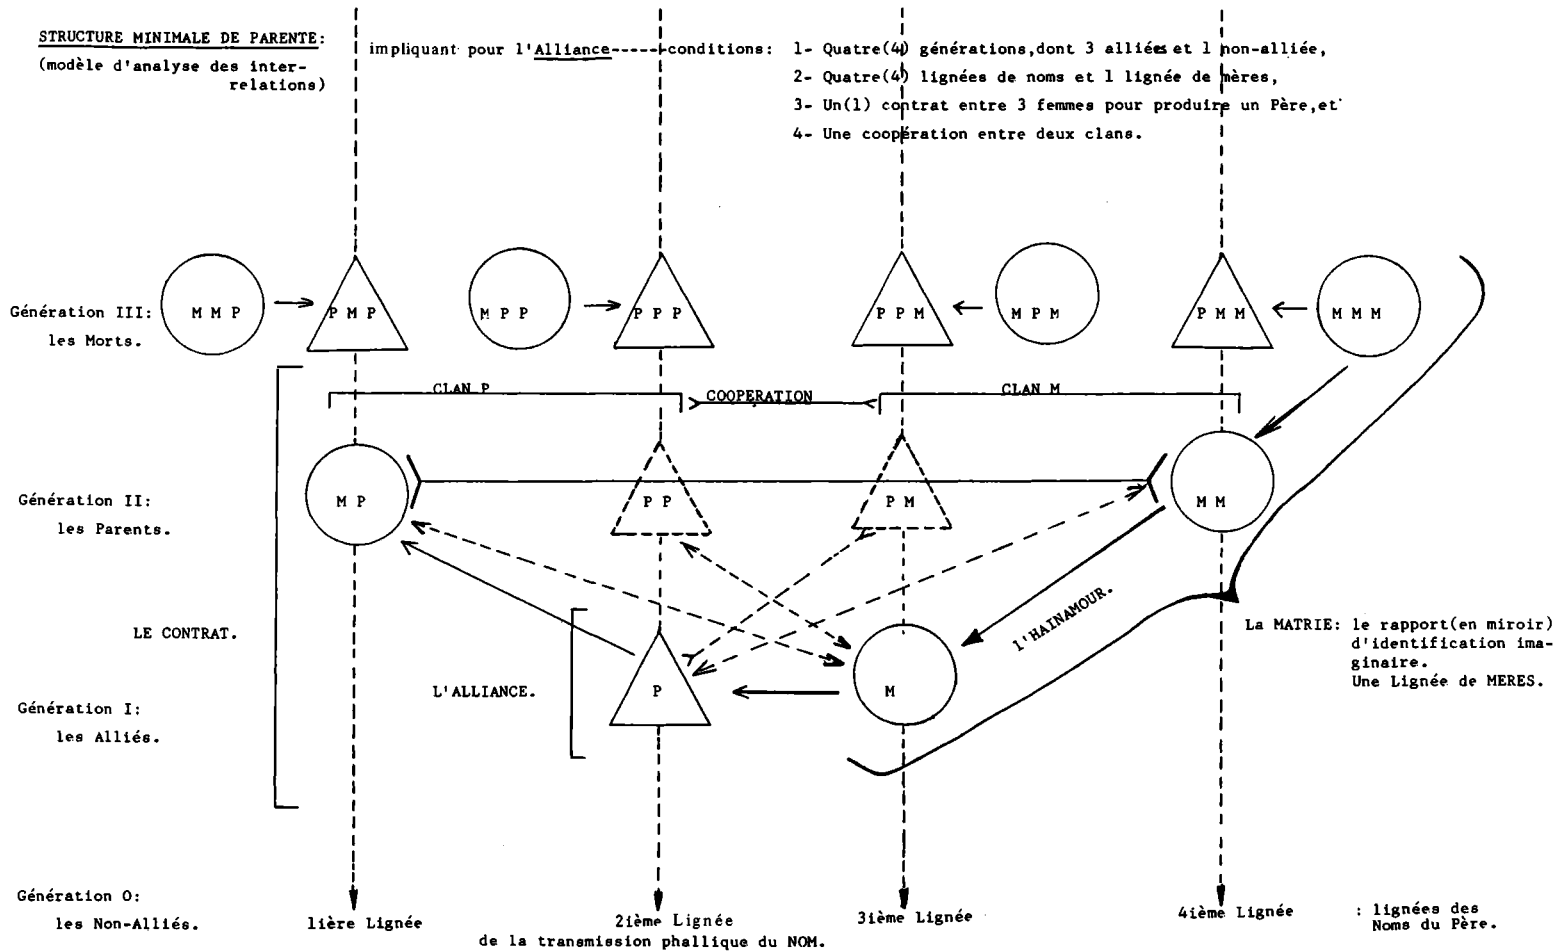 STRUCTURE MINIMALE DE PARENTE:
(modèle d'analyse des inter-
relations)
impliquant pour l'Alliance------conditions:
1- Quatre(4) générations,dont 3 alliées et 1 non-alliée,
2- Quatre(4) lignées de noms et 1 lignée de mères,
3- Un(1) contrat entre 3 femmes pour produire un Père,et
4- Une coopération entre deux clans.
Génération III:
les Morts.
M M P
P M P
M P P
P P P
P P M
M P M
P M M
M M M
CLAN P
COOPERATION
CLAN M
Génération II:
les Parents.
M P
P P
P M
M M
LE CONTRAT.
l'HAINAMOUR.
La MATRIE: le rapport(en miroir)
d'identification ima-
ginaire.
Une Lignée de MERES.
L'ALLIANCE.
P
M
Génération I:
les Alliés.
Génération O:
les Non-Alliés.
1ière Lignée
2ième Lignée
3ième Lignée
4ième Lignée
: lignées des
Noms du Père.
de la transmission phallique du NOM.